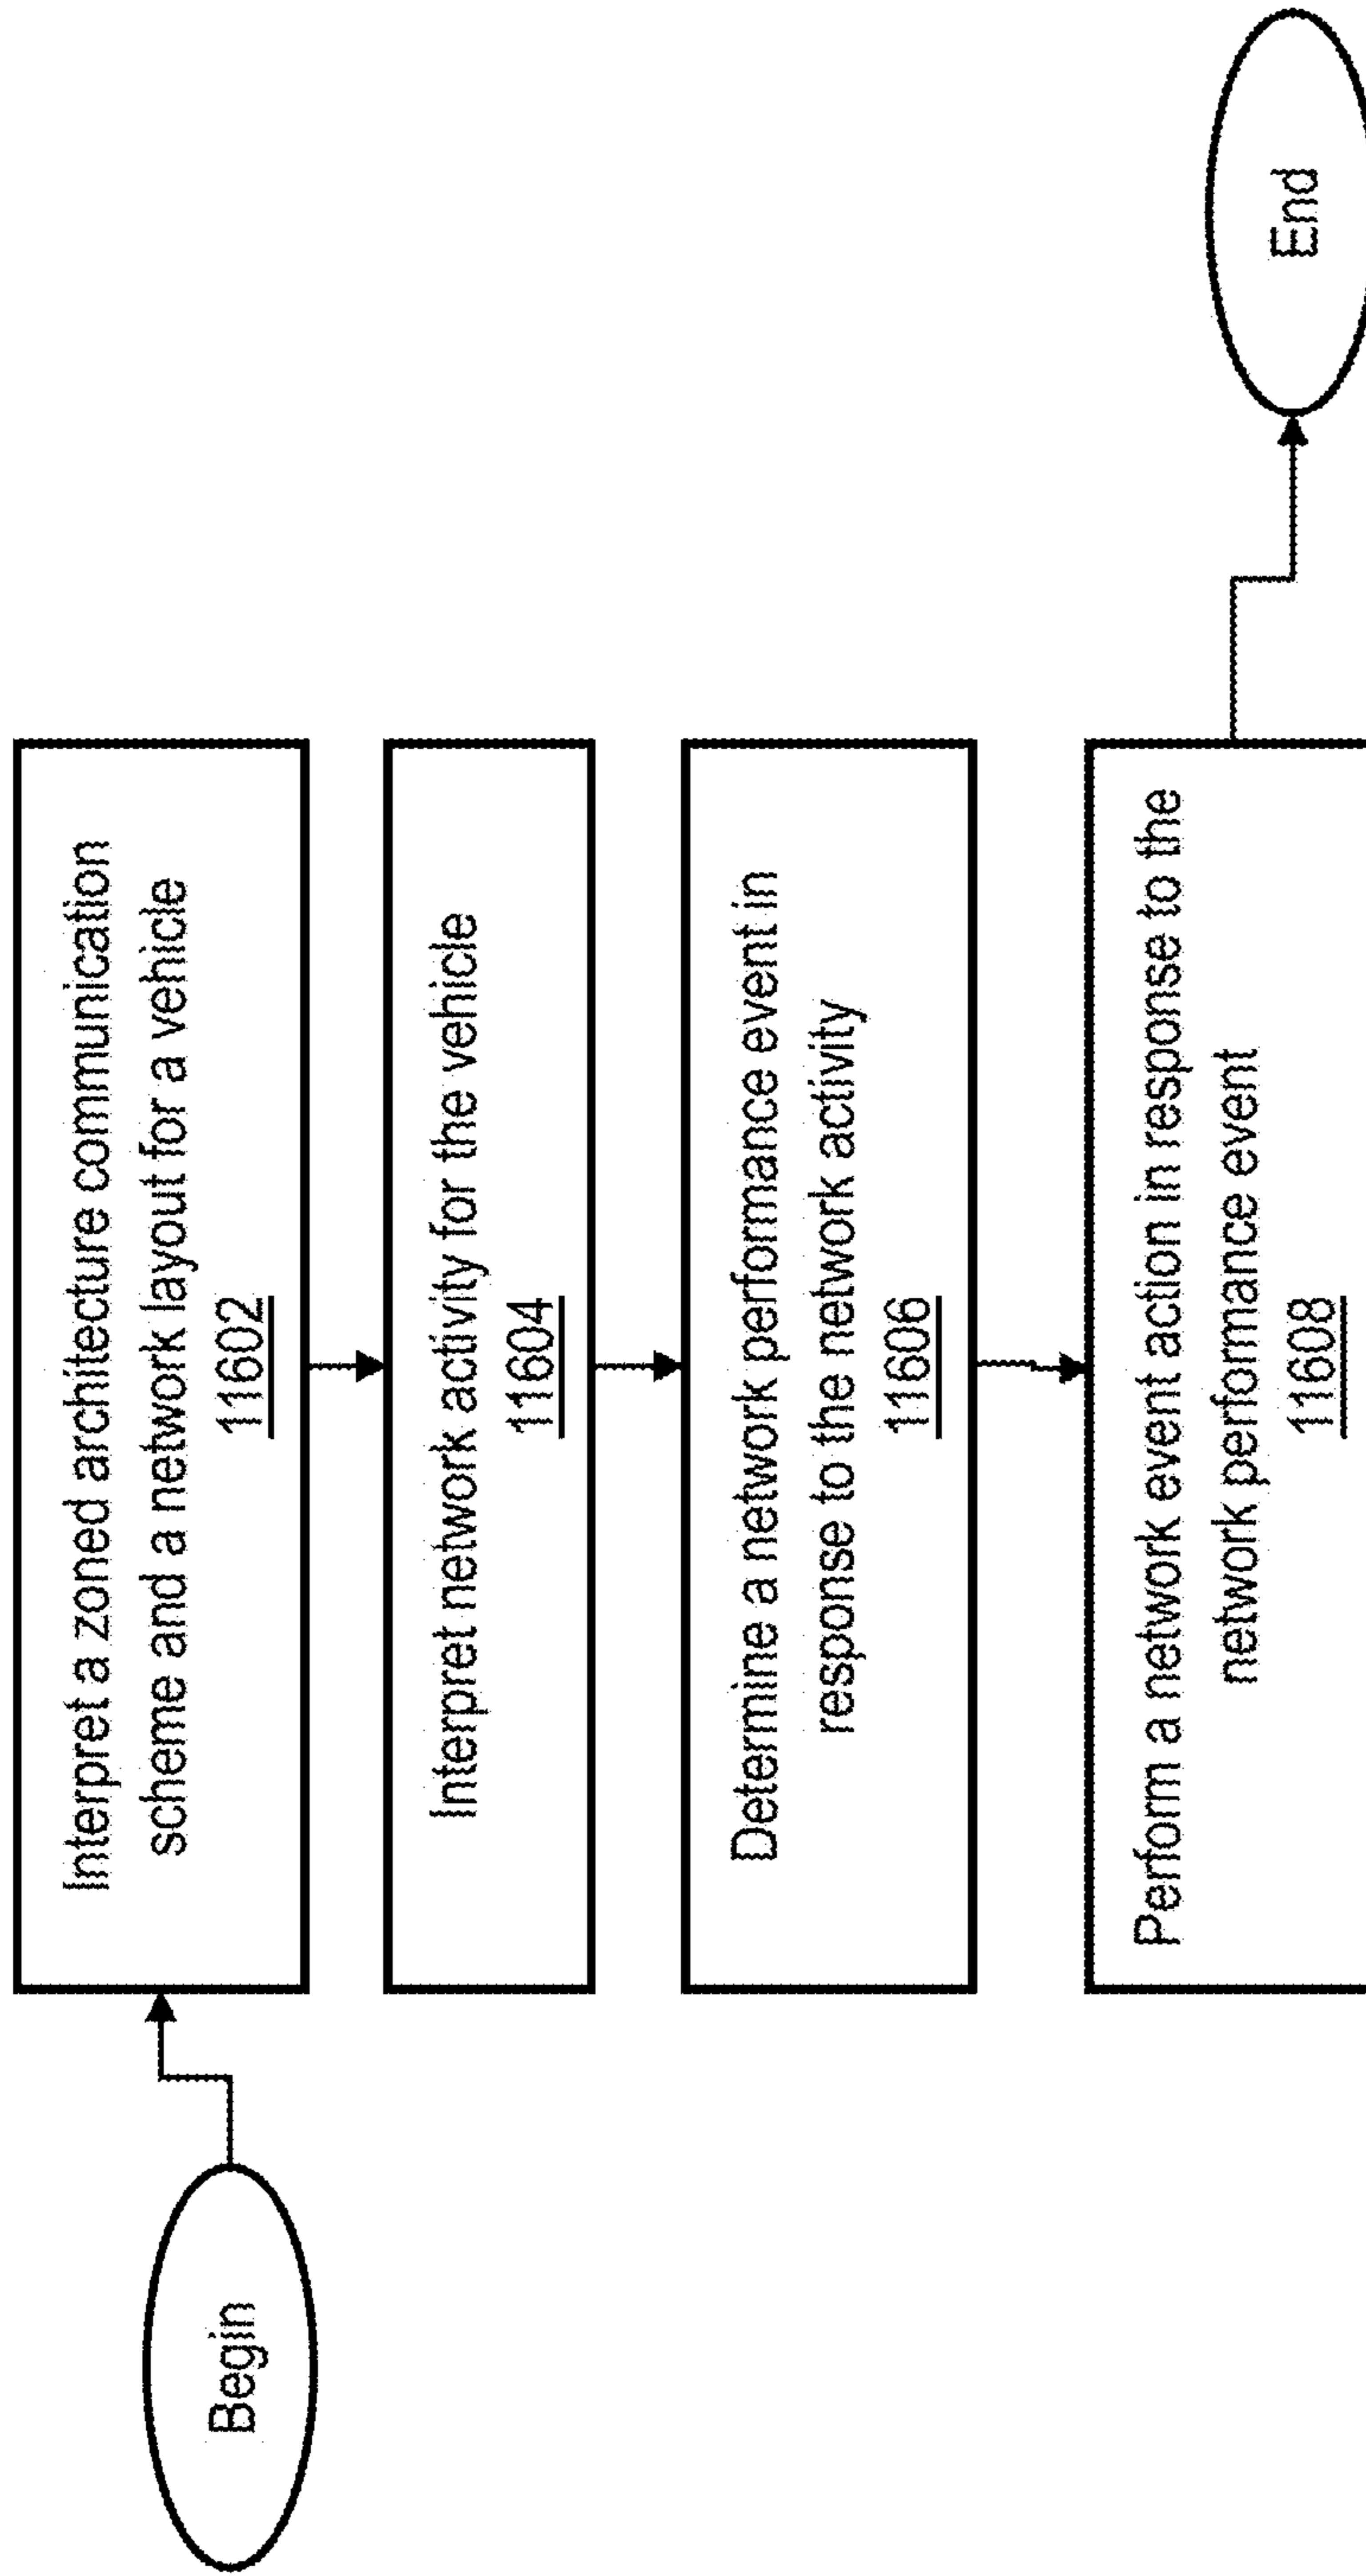 Begin
Interpret a zoned architecture communication
scheme and a network layout for a vehicle
11602
Interpret network activity for the vehicle
11604
Determine a network performance event in
response to the network activity
11606
Perform a network event action in response to the
network performance event
11608
End